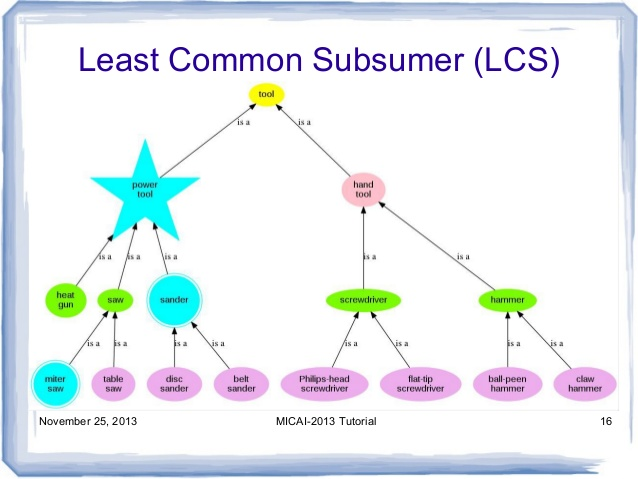 Least Common Subsumer (LCS)
tool
is a
is a
power
tool
hand
tool
is a
is a
is a
is a
is a
heat
gun
saw
sander
screwdriver
hammer
is a
is a
is a
is a
is a
is a
is a
is a
miter
saw
table
saw
disc
sander
belt
sander
Philips-head
screwdriver
flat-tip
screwdriver
ball-peen
hammer
claw
hammer
November 25, 2013
MICAI-2013 Tutorial
16